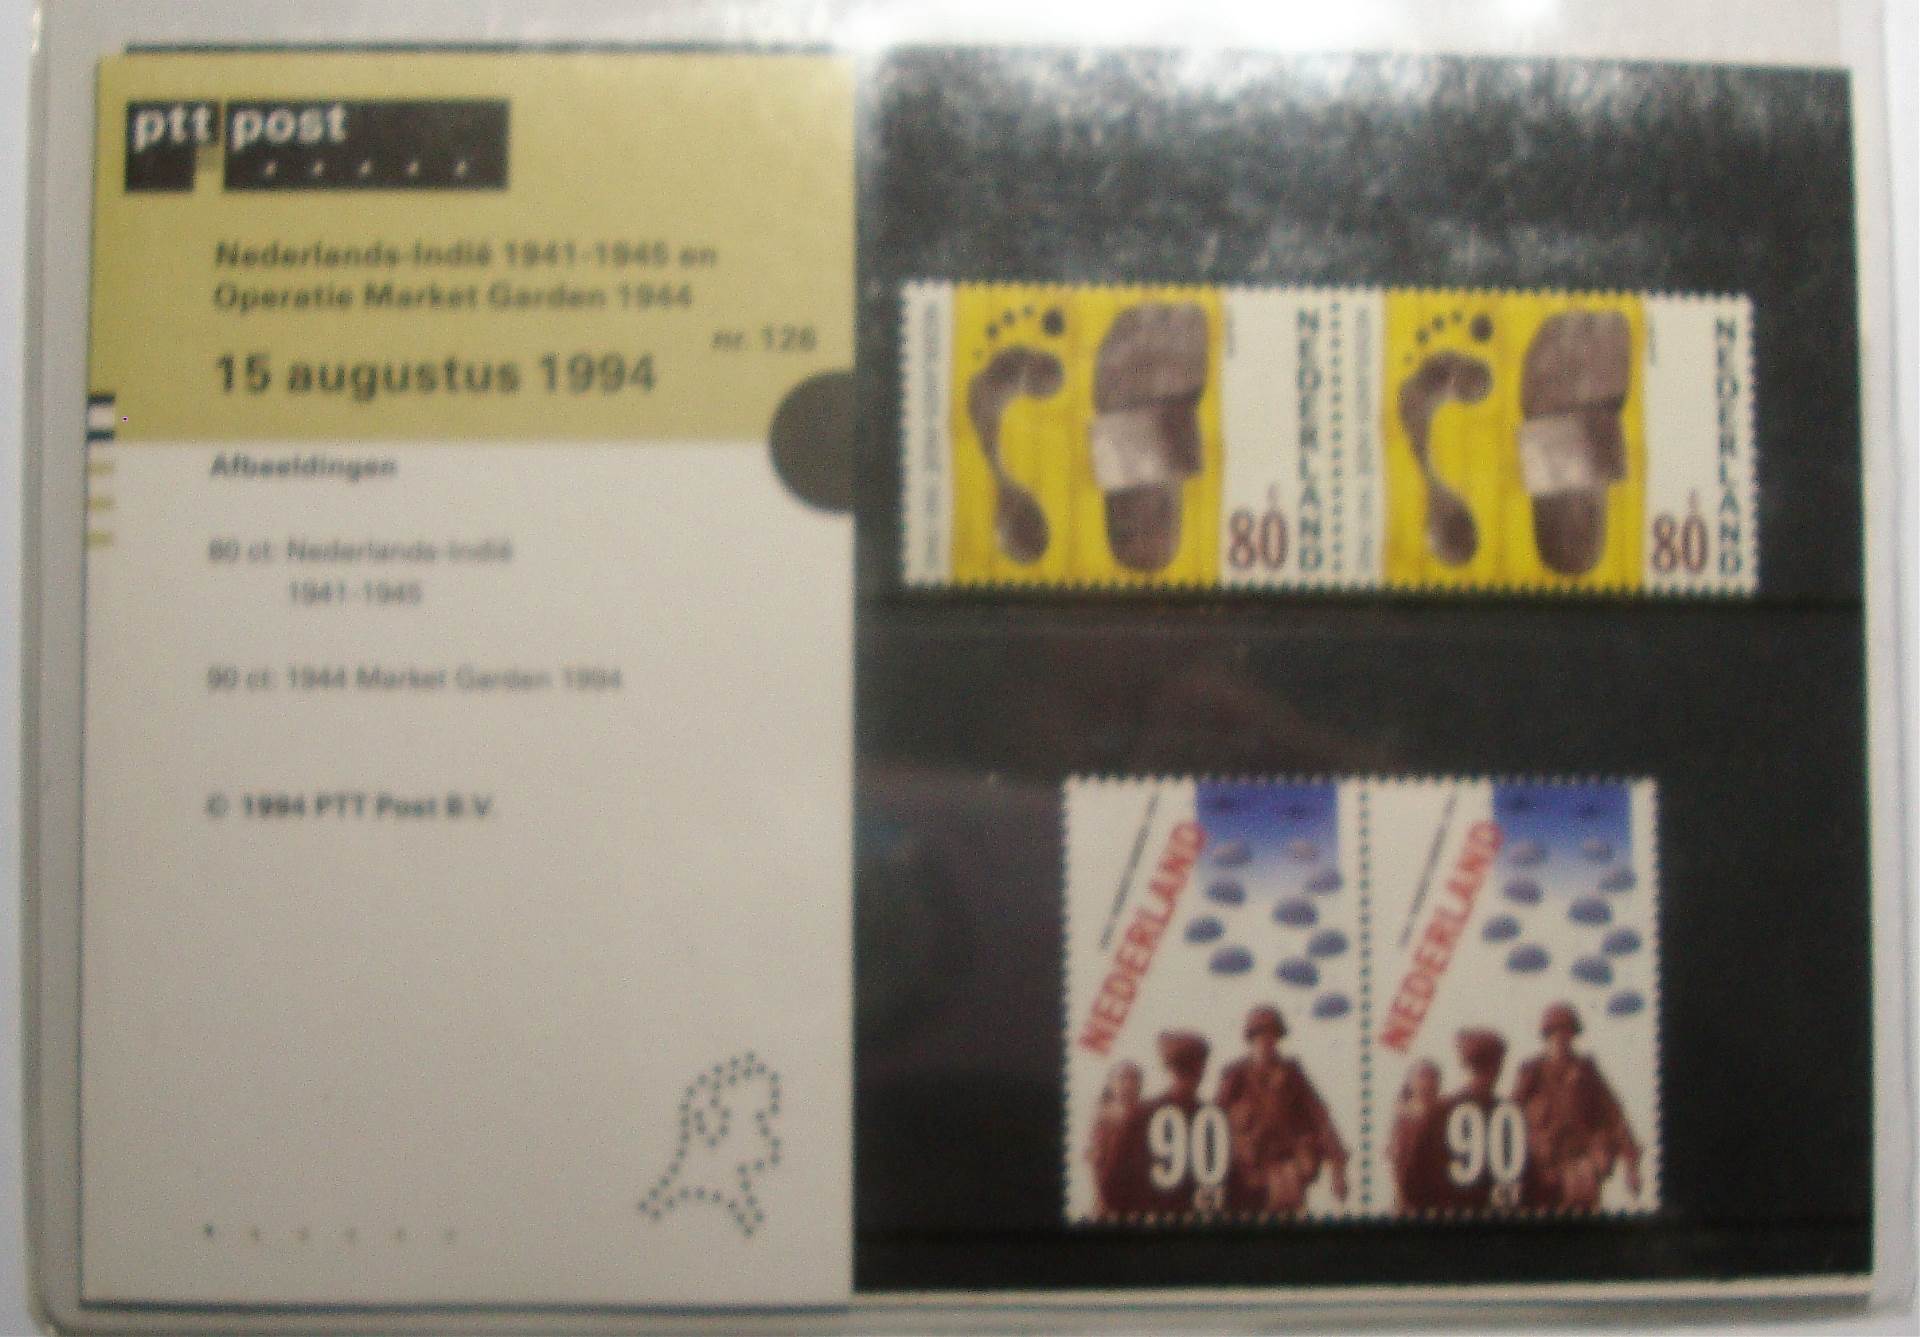 ptt post
Nederlands-Indië 1941-1945 en
Operatie Market Garden 1944
nr. 128
15 augustus 1994
Afbeeldingen
80 ct: Nederlands-Indië
1941-1945
90 ct: 1944 Market Garden 1994
© 1994 PTT Post B.V.
80
NEDERLAND
80
NEDERLAND
NEDERLAND
90
ct
NEDERLAND
90
ct